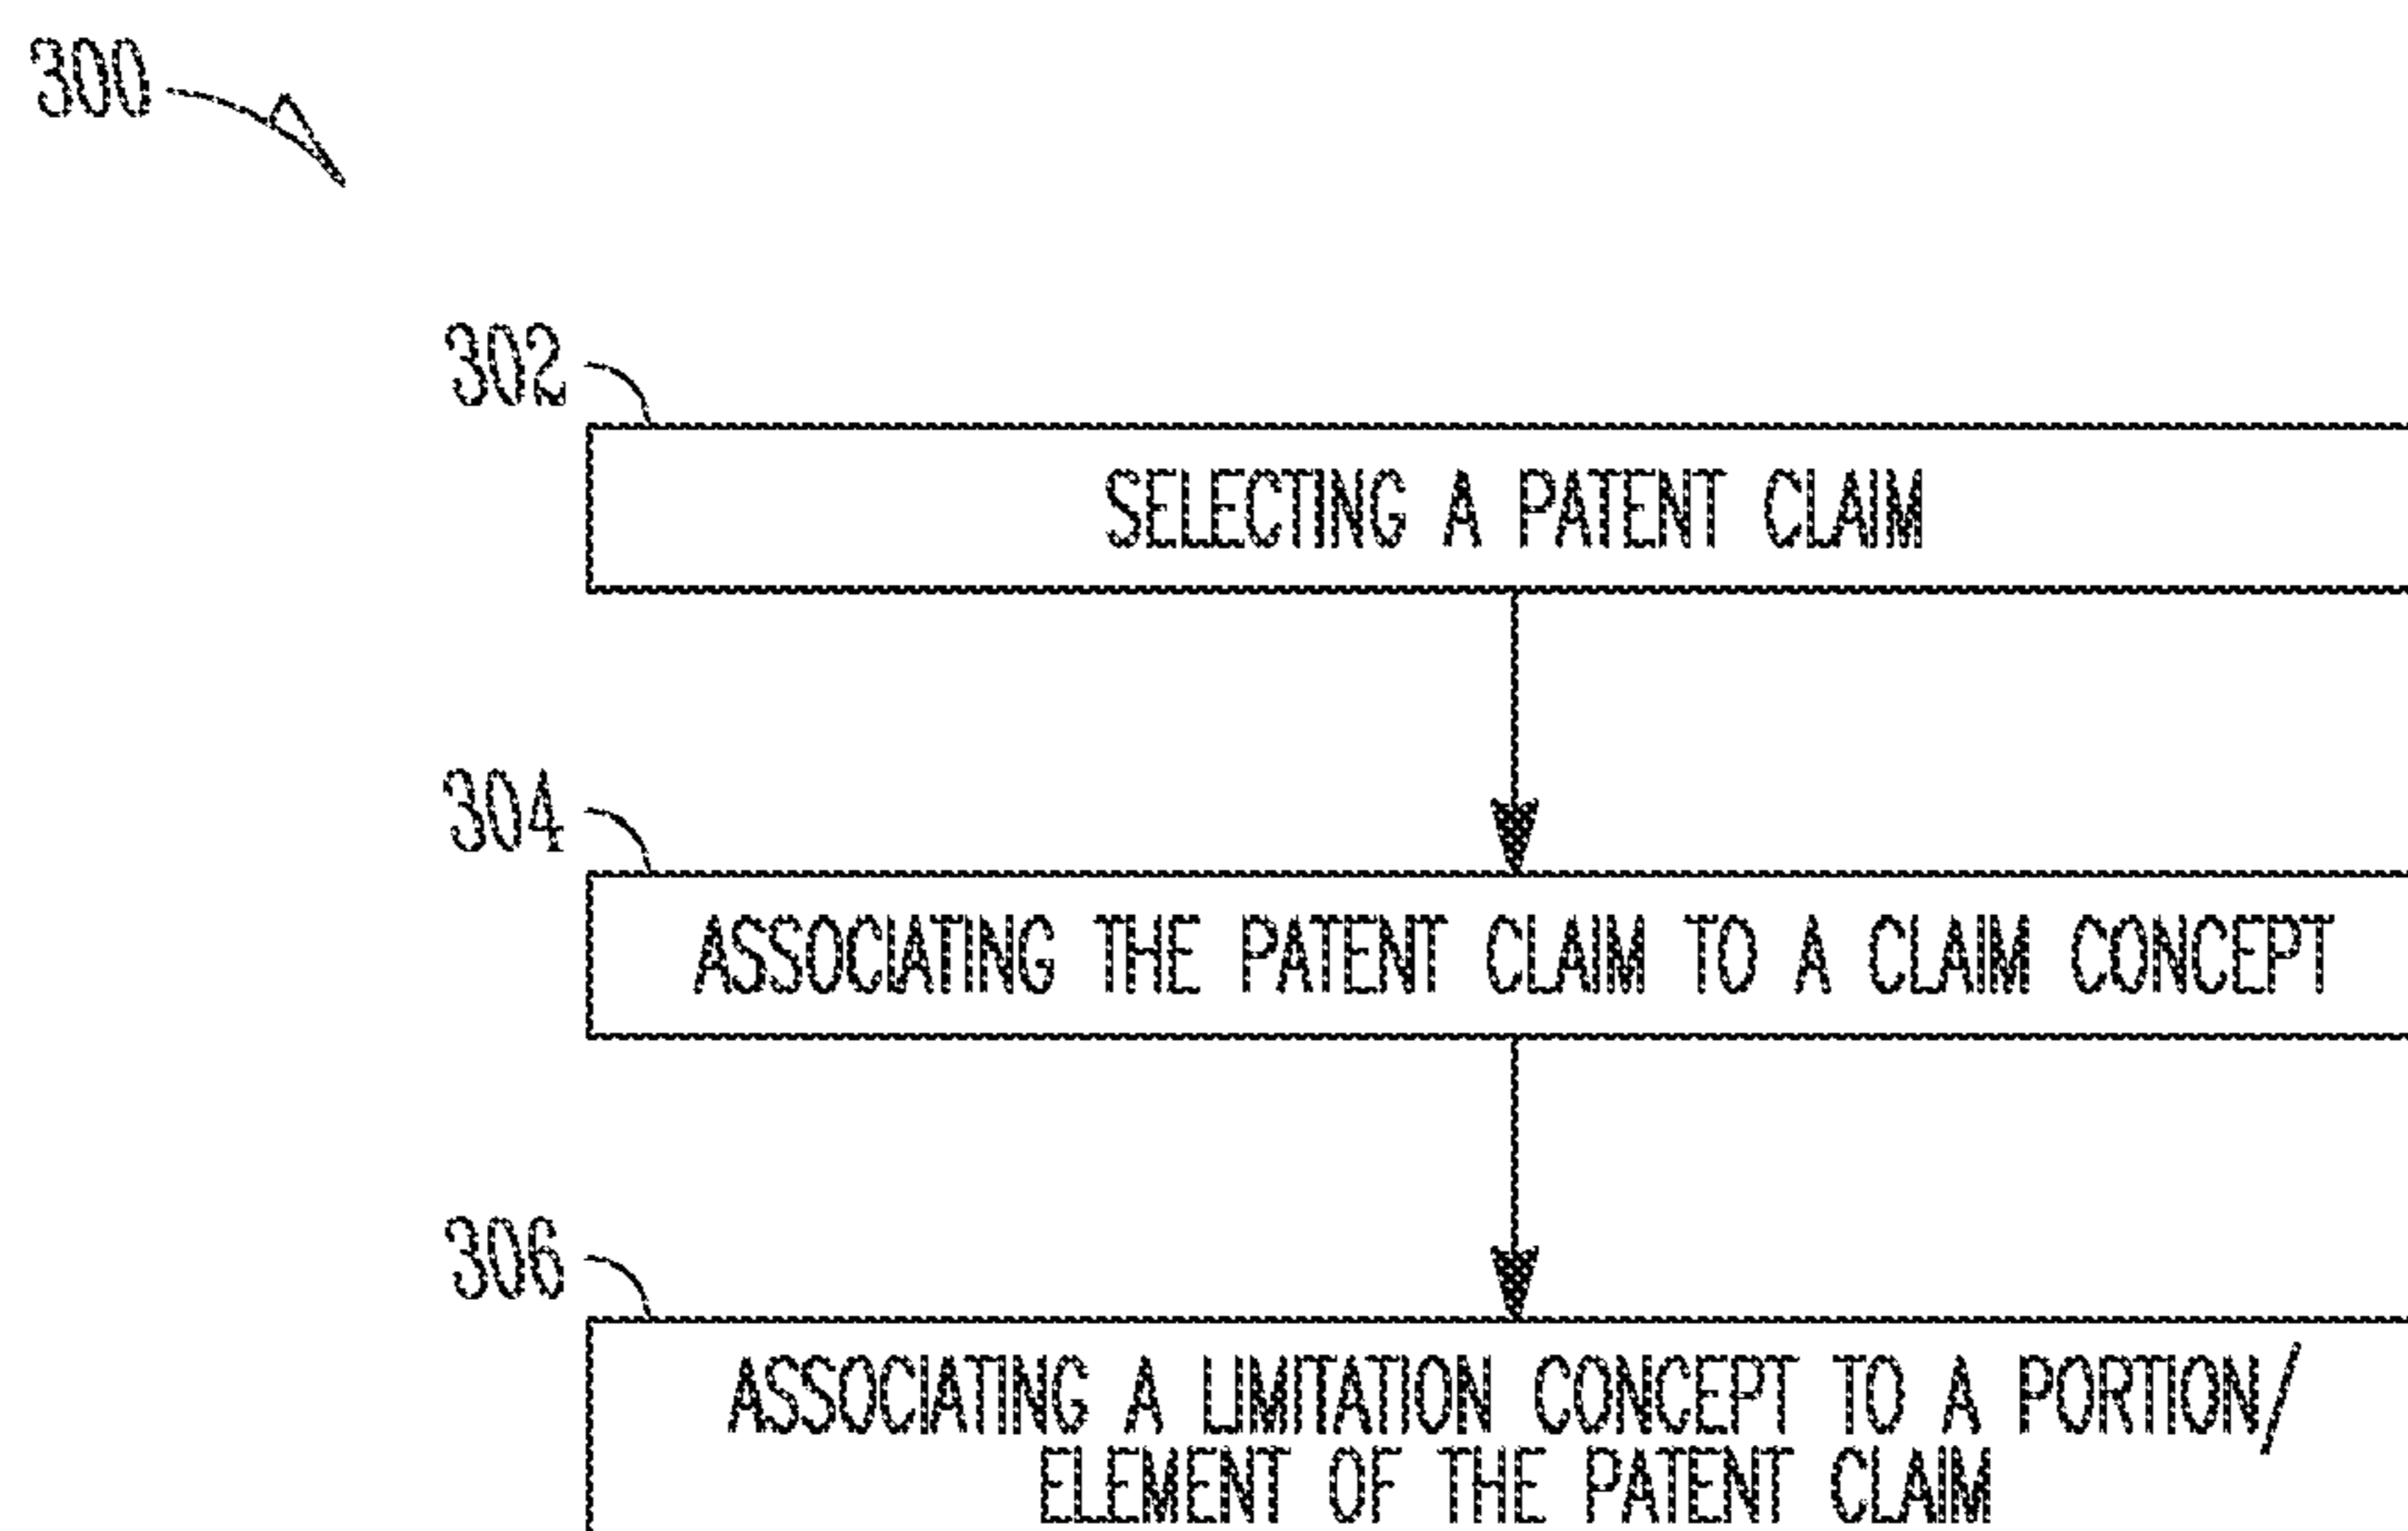 300
302
SELECTING A PATENT CLAIM
304
ASSOCIATING THE PATENT CLAIM TO A CLAIM CONCEPT
306
ASSOCIATING A LIMITATION CONCEPT TO A PORTION/
ELEMENT OF THE PATENT CLAIM